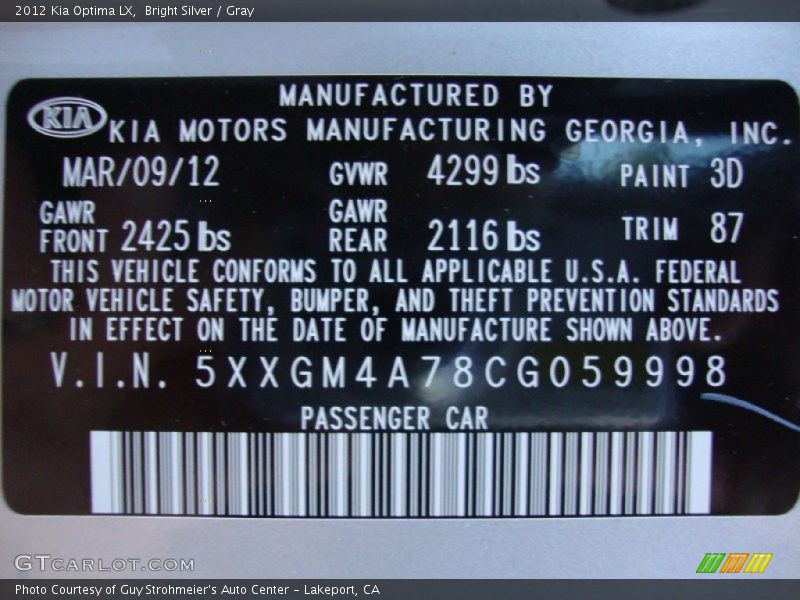 2012 Kia Optima LX, Bright Silver / Gray
MANUFACTURED BY
KIA KIA MOTORS MANUFACTURING GEORGIA, INC.
MAR/09/12 GVWR 4299 lbs PAINT 3D
GAWR GAWR
FRONT 2425 lbs REAR 2116 lbs TRIM 87
THIS VEHICLE CONFORMS TO ALL APPLICABLE U.S.A. FEDERAL
MOTOR VEHICLE SAFETY, BUMPER, AND THEFT PREVENTION STANDARDS
IN EFFECT ON THE DATE OF MANUFACTURE SHOWN ABOVE.
V.I.N. 5XXGM4A78CG059998
PASSENGER CAR
GTCARLOT.COM
Photo Courtesy of Guy Strohmeier's Auto Center - Lakeport, CA